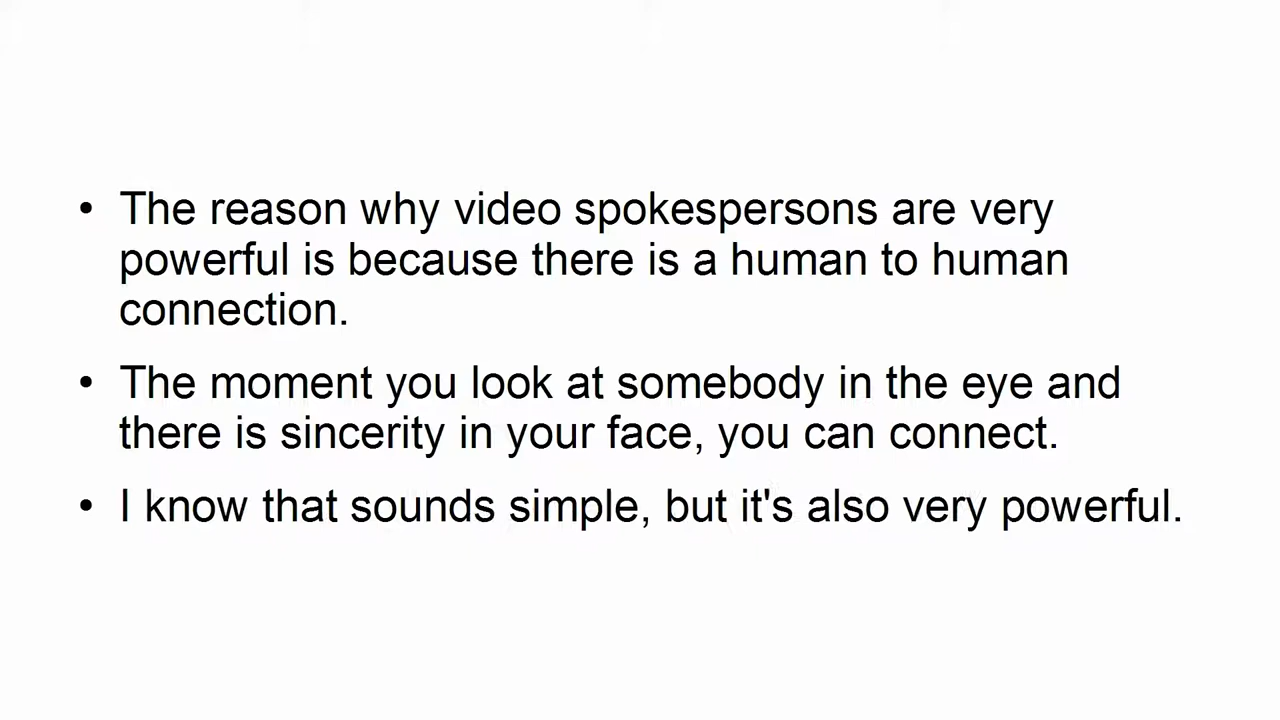 • The reason why video spokespersons are very
powerful is because there is a human to human
connection.
• The moment you look at somebody in the eye and
there is sincerity in your face, you can connect.
• I know that sounds simple, but it's also very powerful.